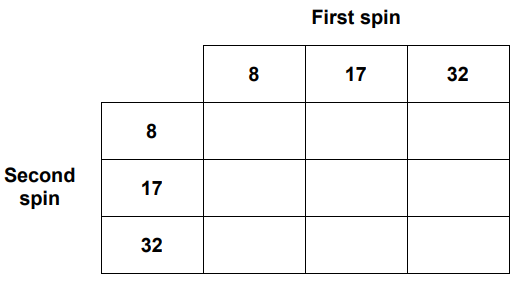 First spin
8 17 32
8
Second
spin
17
32